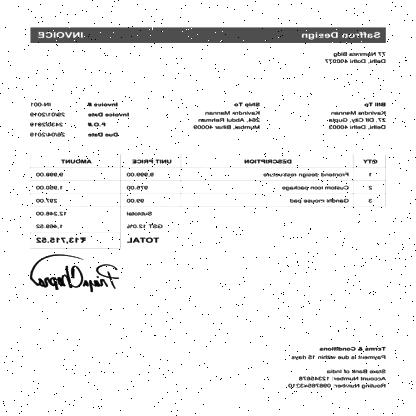 Saffron Design INVOICE
77 Namrata Bldg
Delhi, Delhi 400077
Bill To Ship To Invoice # IN-001
Kavindra Mannan Kavindra Mannan Invoice Date 29/01/2019
27, Dlf City, Gupta 264, Abdul Rehman P.O.# 2430/2019
Delhi, Delhi 40003 Mumbai, Bihar 40009 Due Date 26/04/2019
QTY DESCRIPTION UNIT PRICE AMOUNT
1 Frontend design restructure 9,999.00 9,999.00
2 Custom icon package 975.00 1,950.00
3 Gandhi mouse pad 99.00 297.00
Subtotal 12,246.00
GST 12.0% 1,469.52
TOTAL ₹13,715.52
Terms & Conditions
Payment is due within 15 days
State Bank of India
Account Number: 12345678
Routing Number: 09876543210